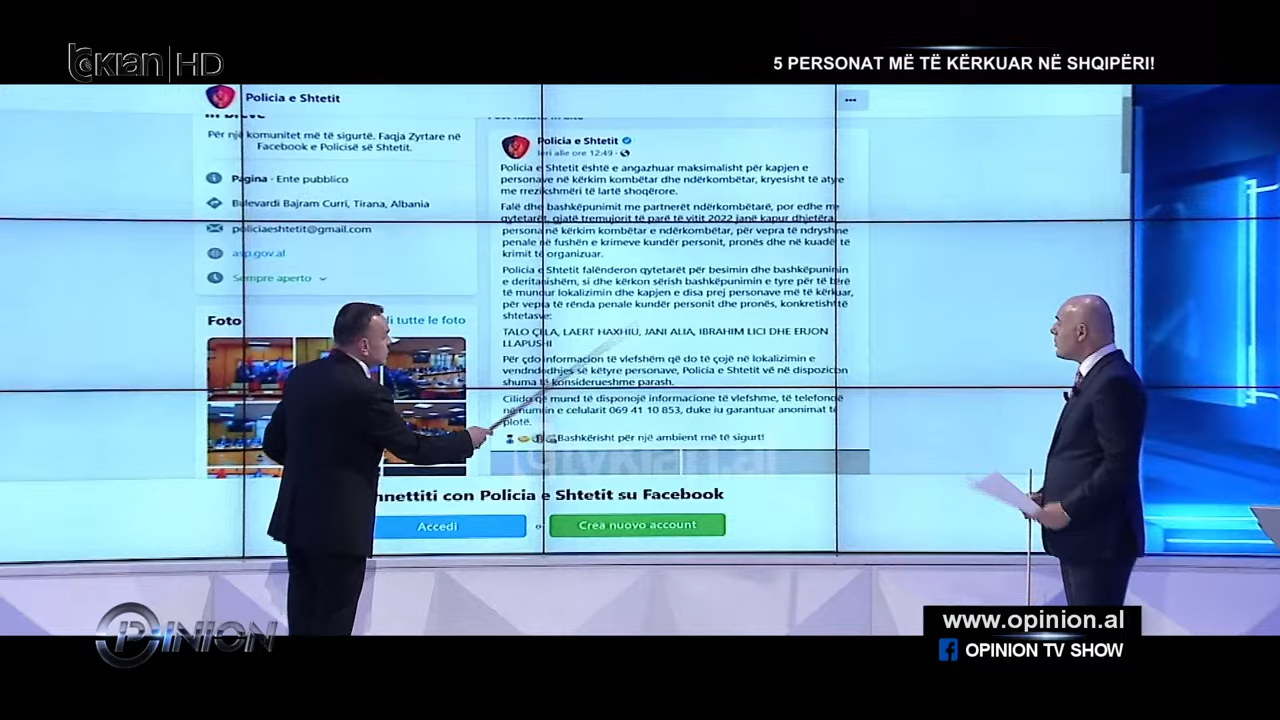 tvklan HD
5 PERSONAT MË TË KËRKUAR NË SHQIPËRI!
Policia e Shtetit
In breve
Për një komunitet më të sigurtë. Faqja Zyrtare në
Facebook e Policisë së Shtetit.
Pagina · Ente pubblico
Bulevardi Bajram Curri, Tirana, Albania
policiaeshtetit@gmail.com
asp.gov.al
Sempre aperto
Foto
di tutte le foto
Policia e Shtetit
Ieri alle ore 12:49
Policia e Shtetit është e angazhuar maksimalisht për kapjen e
personave në kërkim kombëtar dhe ndërkombëtar, kryesisht të atyre
me rrezikshmëri të lartë shoqërore.
Falë dhe bashkëpunimit me partnerët ndërkombëtarë, por edhe me
qytetarët, gjatë tremujorit të parë të vitit 2022 janë kapur dhjetëra
persona në kërkim kombëtar e ndërkombëtar, për vepra të ndryshme
penale në fushën e krimeve kundër personit, pronës dhe në kuadë të
krimit të organizuar.
Policia e Shtetit falënderon qytetarët për besimin dhe bashkëpuninin
e deritanishëm, si dhe kërkon sërish bashkëpunimin e tyre për të bërë
të mundur lokalizimin dhe kapjen e disa prej personave më të kërkuar,
për vepra të rënda penale kundër personit dhe pronës, konkretisht të
shtetasve:
TALO ÇELA, LAERT HAXHIU, JANI ALIA, IBRAHIM LICI DHE ERJON
LLAPUSHI
Për çdo informacion të vlefshëm që do të çojë në lokalizimin e
vendndodhjes së këtyre personave, Policia e Shtetit vë në dispozicon
shuma të konsiderueshme parash.
Cilido që mund të disponojë informacione të vlefshme, të telefonojë
në numrin e celularit 069 41 10 853, duke iu garantuar anonimat të
plotë.
Bashkërisht për një ambient më të sigurt!
tvklan.al
nnettiti con Policia e Shtetit su Facebook
Accedi
o
Crea nuovo account
OPINION
www.opinion.al
OPINION TV SHOW